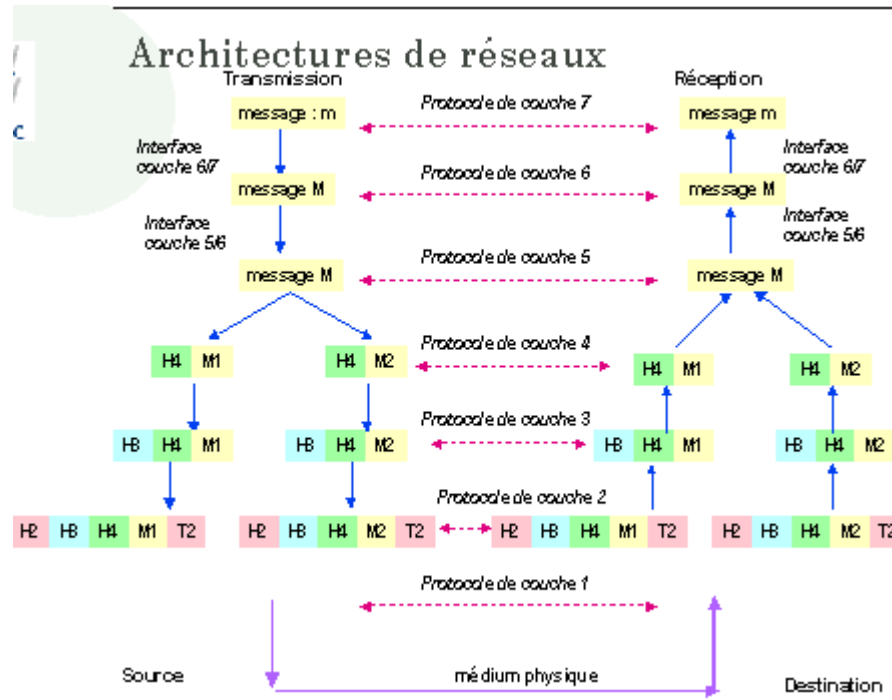 Architectures de réseaux
Transmission
Réception
Protocole de couche 7
message : m
message m
Interface
couche 6/7
Interface
couche 6/7
Protocole de couche 6
message M
message M
Interface
couche 5/6
Interface
couche 5/6
Protocole de couche 5
message M
message M
Protocole de couche 4
H4 M1
H4 M2
H4 M1
H4 M2
Protocole de couche 3
H3 H4 M1
H3 H4 M2
H3 H4 M1
H3 H4 M2
Protocole de couche 2
H2 H3 H4 M1 T2
H2 H3 H4 M2 T2
H2 H3 H4 M1 T2
H2 H3 H4 M2 T2
Protocole de couche 1
Source
médium physique
Destination